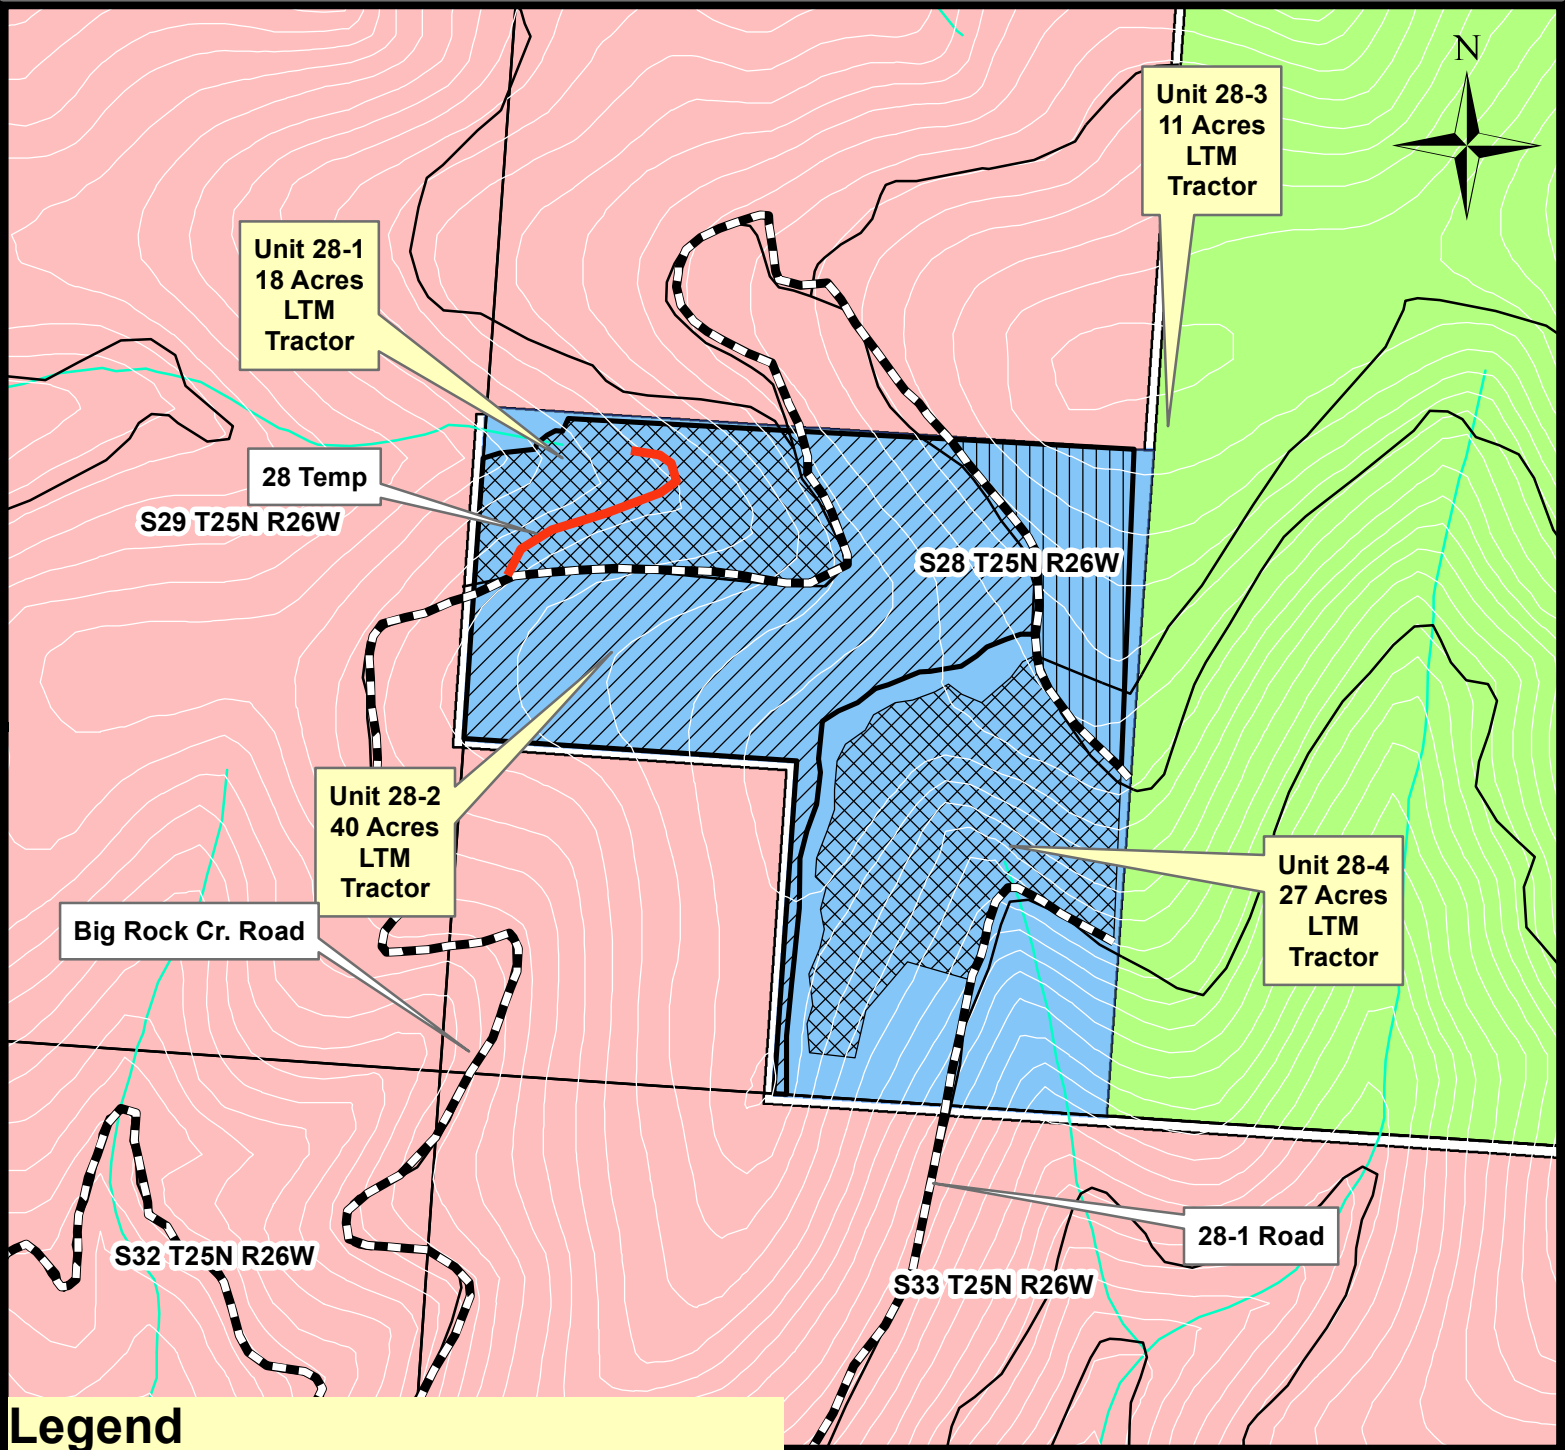 N
Unit 28-3
11 Acres
LTM
Tractor
Unit 28-1
18 Acres
LTM
Tractor
28 Temp
S29 T25N R26W
S28 T25N R26W
Unit 28-2
40 Acres
LTM
Tractor
Unit 28-4
27 Acres
LTM
Tractor
Big Rock Cr. Road
28-1 Road
S32 T25N R26W
S33 T25N R26W
Legend